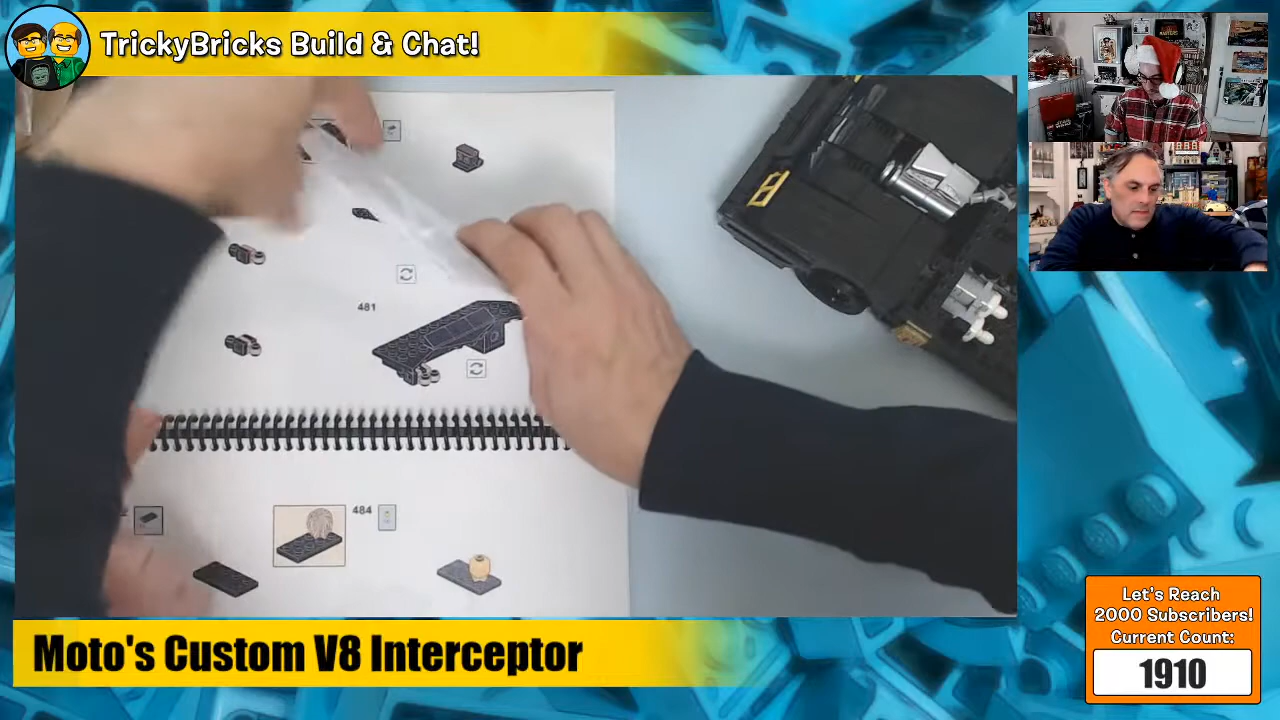 TrickyBricks Build & Chat!
481
484
Moto's Custom V8 Interceptor
Let's Reach
2000 Subscribers!
Current Count:
1910